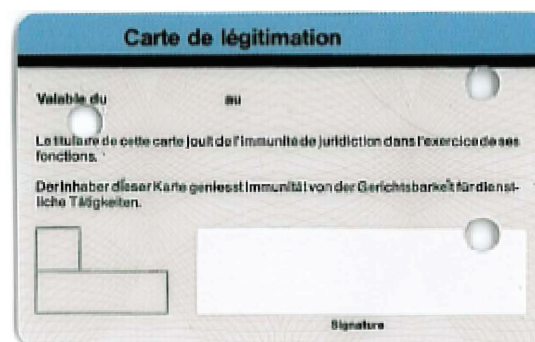 Carte de légitimation
Valable du au
Le titulaire de cette carte jouit de l'immunité de juridiction dans l'exercice de ses
fonctions.
Der Inhaber dieser Karte geniesst Immunität von der Gerichtsbarkeit für dienst-
liche Tätigkeiten.
Signature